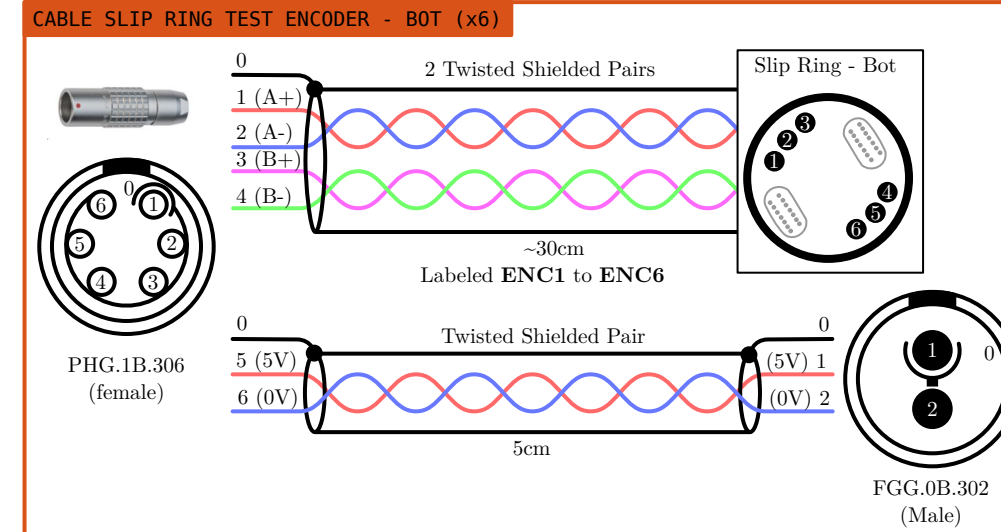 CABLE SLIP RING TEST ENCODER - BOT (x6)
0
1 (A+)
2 (A-)
3 (B+)
4 (B-)
2 Twisted Shielded Pairs
Slip Ring - Bot
1
2
3
4
5
6
~30cm
Labeled ENC1 to ENC6
0
1
2
3
4
5
6
PHG.1B.306
(female)
0
5 (5V)
6 (0V)
Twisted Shielded Pair
5cm
0
(5V) 1
(0V) 2
1
2
0
FGG.0B.302
(Male)